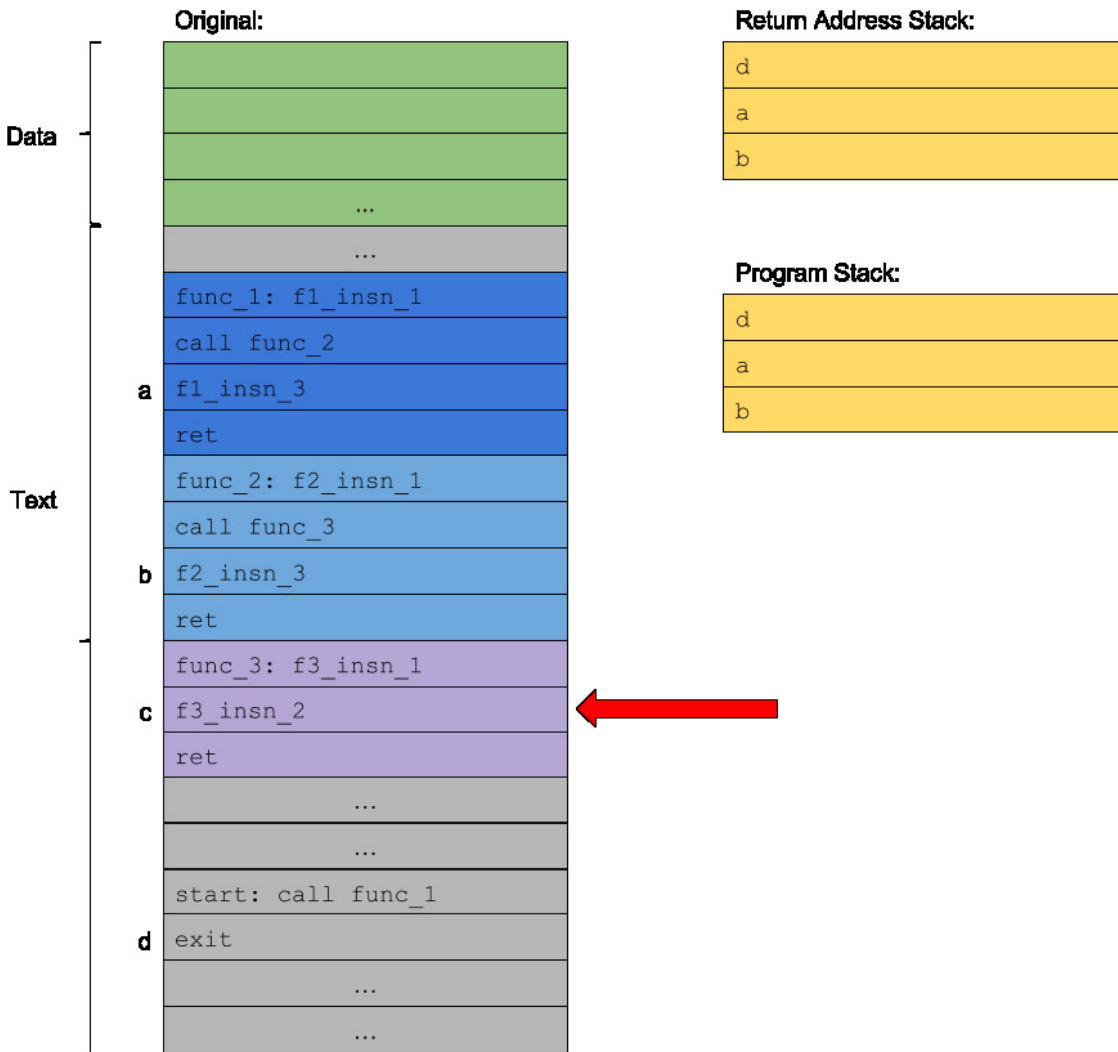 Original:
Data
...
...
func_1: f1_insn_1
call func_2
a f1_insn_3
ret
Text
func_2: f2_insn_1
call func_3
b f2_insn_3
ret
func_3: f3_insn_1
c f3_insn_2
ret
...
...
start: call func_1
d exit
...
...
Return Address Stack:
d
a
b
Program Stack:
d
a
b